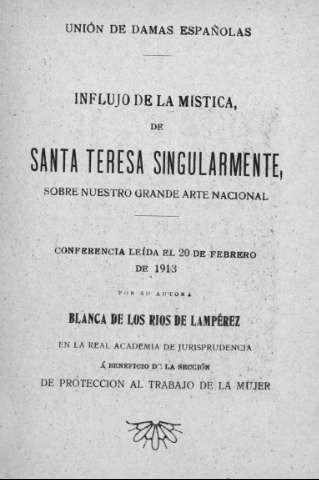 UNIÓN DE DAMAS ESPAÑOLAS
INFLUJO DE LA MISTICA,
DE
SANTA TERESA SINGULARMENTE,
SOBRE NUESTRO GRANDE ARTE NACIONAL
CONFERENCIA LEÍDA EL 20 DE FEBRERO
DE 1913
POR SU AUTORA
BLANCA DE LOS RIOS DE LAMPÉREZ
EN LA REAL ACADEMIA DE JURISPRUDENCIA
Á BENEFICIO DE LA SECCIÓN
DE PROTECCION AL TRABAJO DE LA MUJER